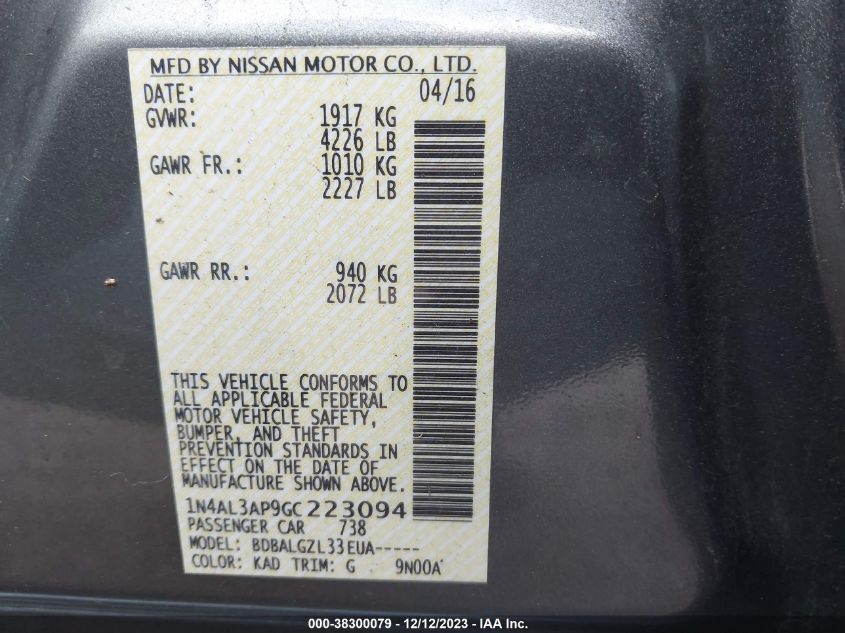 MFD BY NISSAN MOTOR CO., LTD.
DATE: 04/16
GVWR: 1917 KG
4226 LB
GAWR FR.: 1010 KG
2227 LB
GAWR RR.: 940 KG
2072 LB
THIS VEHICLE CONFORMS TO
ALL APPLICABLE FEDERAL
MOTOR VEHICLE SAFETY,
BUMPER, AND THEFT
PREVENTION STANDARDS IN
EFFECT ON THE DATE OF
MANUFACTURE SHOWN ABOVE.
1N4AL3AP9GC223094
PASSENGER CAR 738
MODEL: BDBALGZL33EUA-----
COLOR: KAD TRIM: G 9N00A
000-38300079 - 12/12/2023 - IAA Inc.